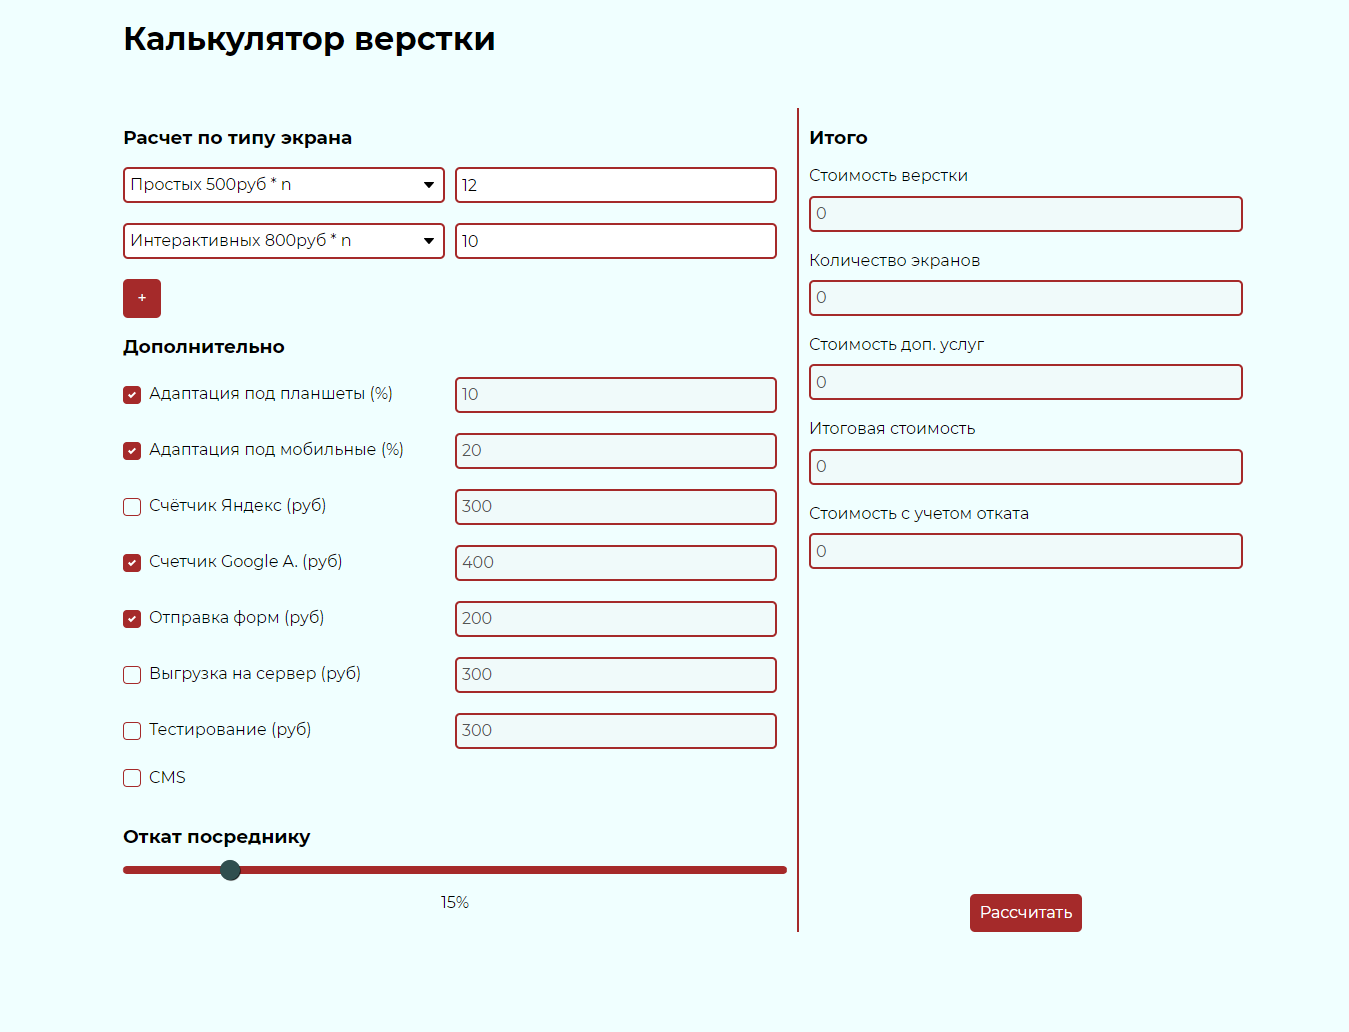 Калькулятор верстки
Расчет по типу экрана
Простых 500руб * n
12
Интерактивных 800руб * n
10
+
Дополнительно
Адаптация под планшеты (%)
10
Адаптация под мобильные (%)
20
Счётчик Яндекс (руб)
300
Счетчик Google A. (руб)
400
Отправка форм (руб)
200
Выгрузка на сервер (руб)
300
Тестирование (руб)
300
CMS
Откат посреднику
15%
Итого
Стоимость верстки
0
Количество экранов
0
Стоимость доп. услуг
0
Итоговая стоимость
0
Стоимость с учетом отката
0
Рассчитать